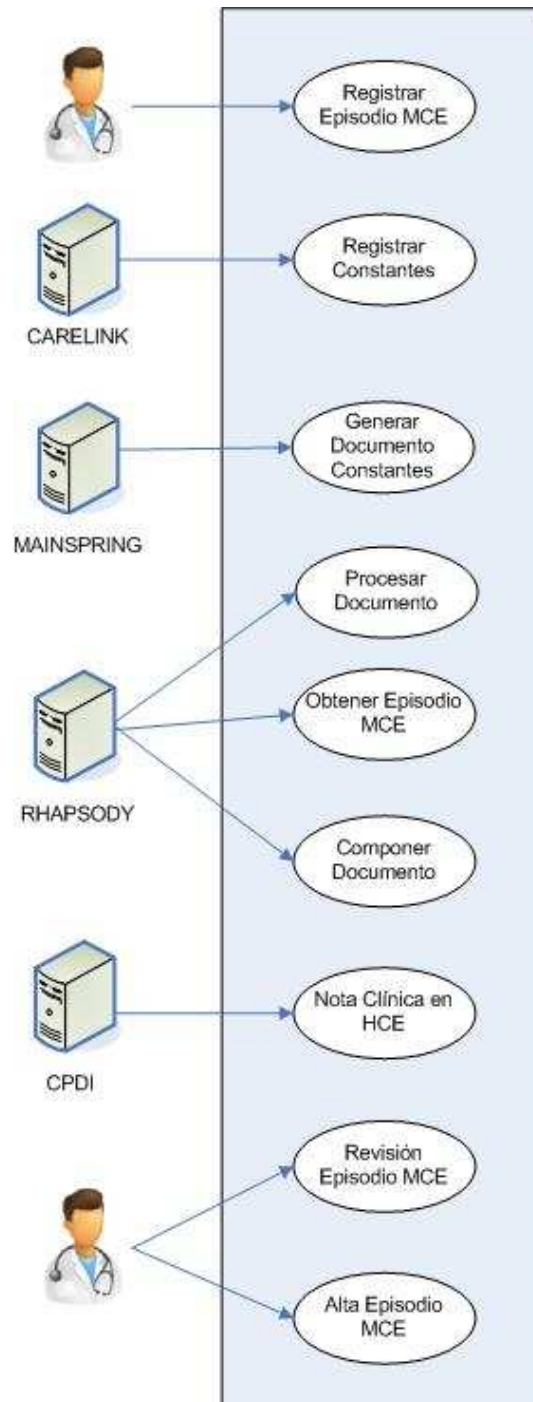 Registrar
Episodio MCE
Registrar
Constantes
CARELINK
Generar
Documento
Constantes
MAINSPRING
Procesar
Documento
Obtener Episodio
MCE
RHAPSODY
Componer
Documento
Nota Clínica en
HCE
CPDI
Revisión
Episodio MCE
Alta Episodio
MCE